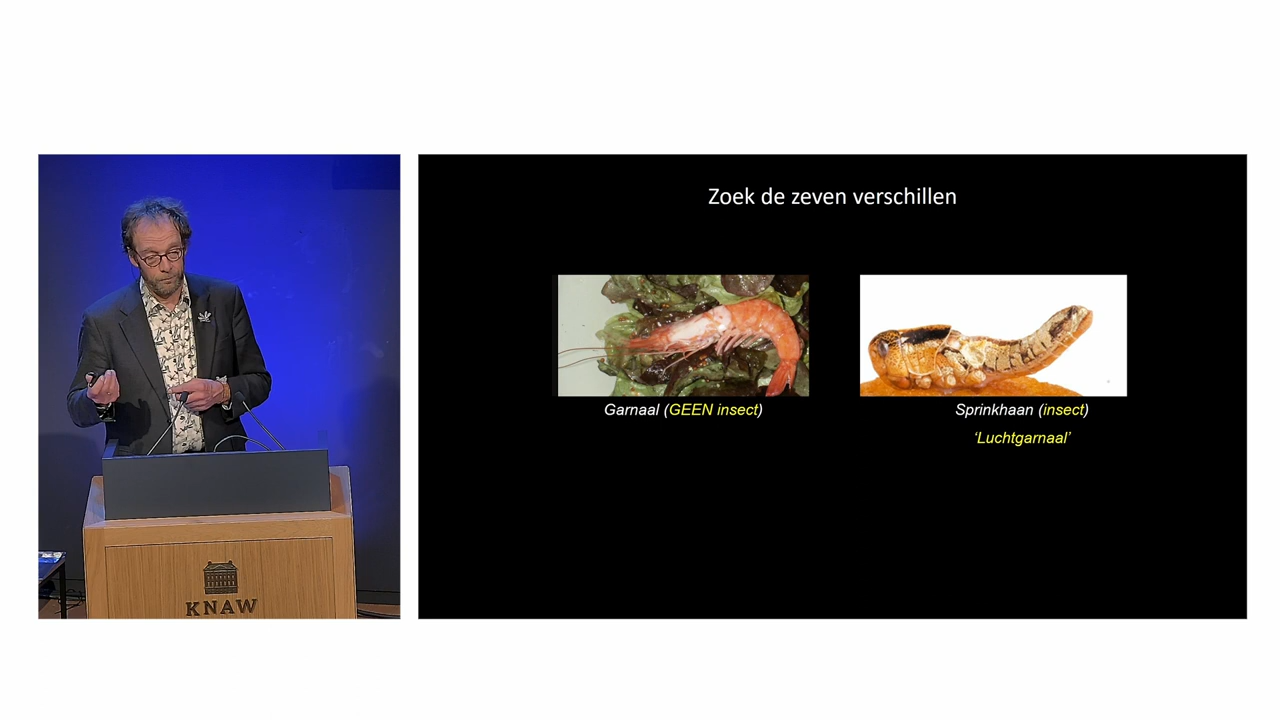 Zoek de zeven verschillen
Garnaal (GEEN insect)
Sprinkhaan (insect)
‘Luchtgarnaal’
KNAW